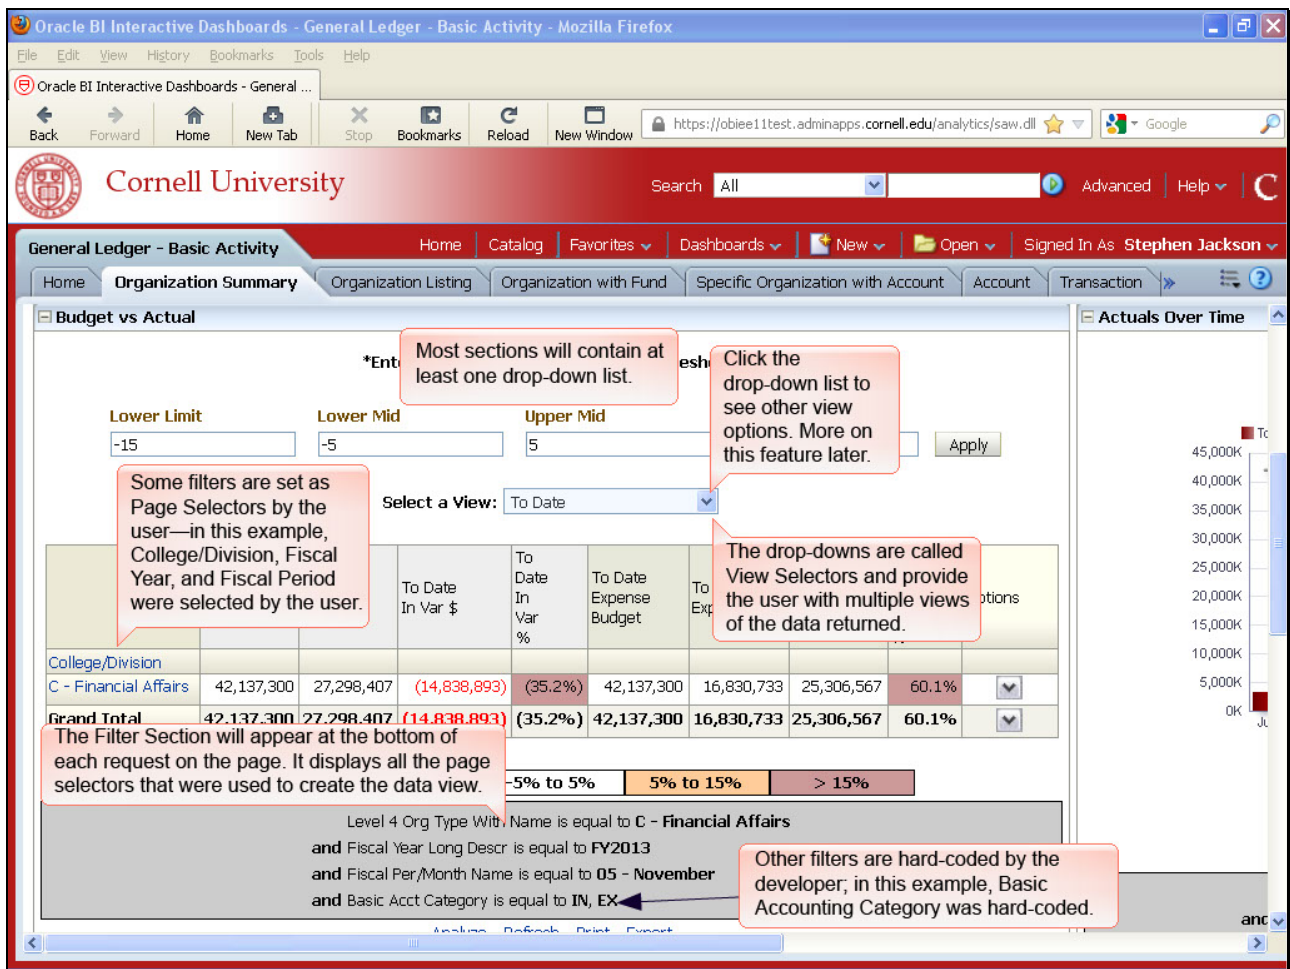 Oracle BI Interactive Dashboards - General Ledger - Basic Activity - Mozilla Firefox
File Edit View History Bookmarks Tools Help
Oracle BI Interactive Dashboards - General ...
Back Forward Home New Tab Stop Bookmarks Reload New Window https://obiee11test.adminapps.cornell.edu/analytics/saw.dll Google
Cornell University
Search All Advanced Help C
General Ledger - Basic Activity Home Catalog Favorites Dashboards New Open Signed In As Stephen Jackson
Home Organization Summary Organization Listing Organization with Fund Specific Organization with Account Account Transaction »
Budget vs Actual
Actuals Over Time
*Ent
Most sections will contain at
least one drop-down list.
esh
Click the
drop-down list to
see other view
options. More on
this feature later.
Lower Limit Lower Mid Upper Mid
-15 -5 5 Apply
Some filters are set as
Page Selectors by the
user—in this example,
College/Division, Fiscal
Year, and Fiscal Period
were selected by the user.
Select a View: To Date
The drop-downs are called
View Selectors and provide
the user with multiple views
of the data returned.
To Date
In Var $
To
Date
In
Var
%
To Date
Expense
Budget
To
Exp
ptions
College/Division
C - Financial Affairs 42,137,300 27,298,407 (14,838,893) (35.2%) 42,137,300 16,830,733 25,306,567 60.1%
Grand Total 42,137,300 27,298,407 (14,838,893) (35.2%) 42,137,300 16,830,733 25,306,567 60.1%
The Filter Section will appear at the bottom of
each request on the page. It displays all the page
selectors that were used to create the data view.
-5% to 5% 5% to 15% > 15%
Level 4 Org Type With Name is equal to C - Financial Affairs
and Fiscal Year Long Descr is equal to FY2013
and Fiscal Per/Month Name is equal to 05 - November
and Basic Acct Category is equal to IN, EX
Other filters are hard-coded by the
developer; in this example, Basic
Accounting Category was hard-coded.
Analyze Refresh Print Export
To
45,000K
40,000K
35,000K
30,000K
25,000K
20,000K
15,000K
10,000K
5,000K
0K
Ju
and